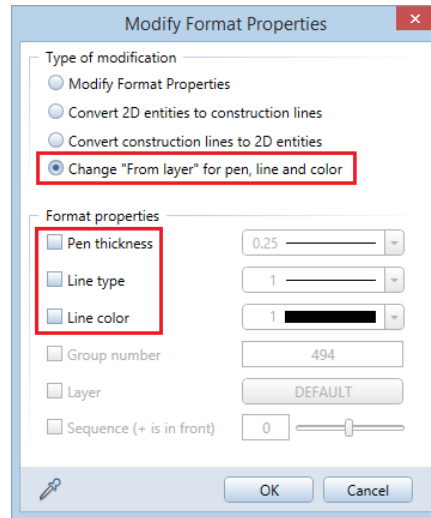 Modify Format Properties
Type of modification
Modify Format Properties
Convert 2D entities to construction lines
Convert construction lines to 2D entities
Change "From layer" for pen, line and color
Format properties
Pen thickness 0.25
Line type 1
Line color 1
Group number 494
Layer DEFAULT
Sequence (+ is in front) 0
OK Cancel